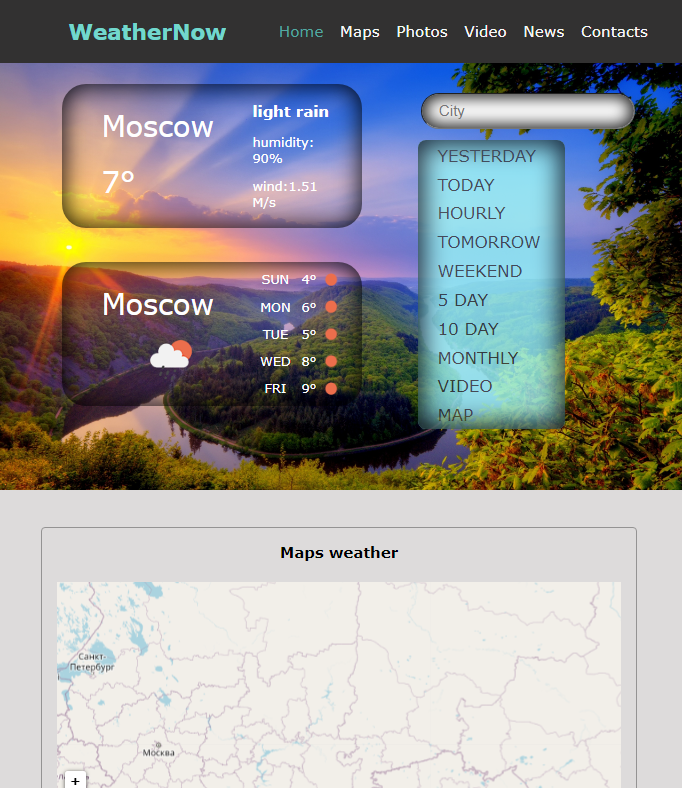 WeatherNow
Home Maps Photos Video News Contacts
Moscow
7°
light rain
humidity:
90%
wind:1.51
M/s
Moscow
SUN 4°
MON 6°
TUE 5°
WED 8°
FRI 9°
City
YESTERDAY
TODAY
HOURLY
TOMORROW
WEEKEND
5 DAY
10 DAY
MONTHLY
VIDEO
MAP
Maps weather
Санкт-
Петербург
Москва
+